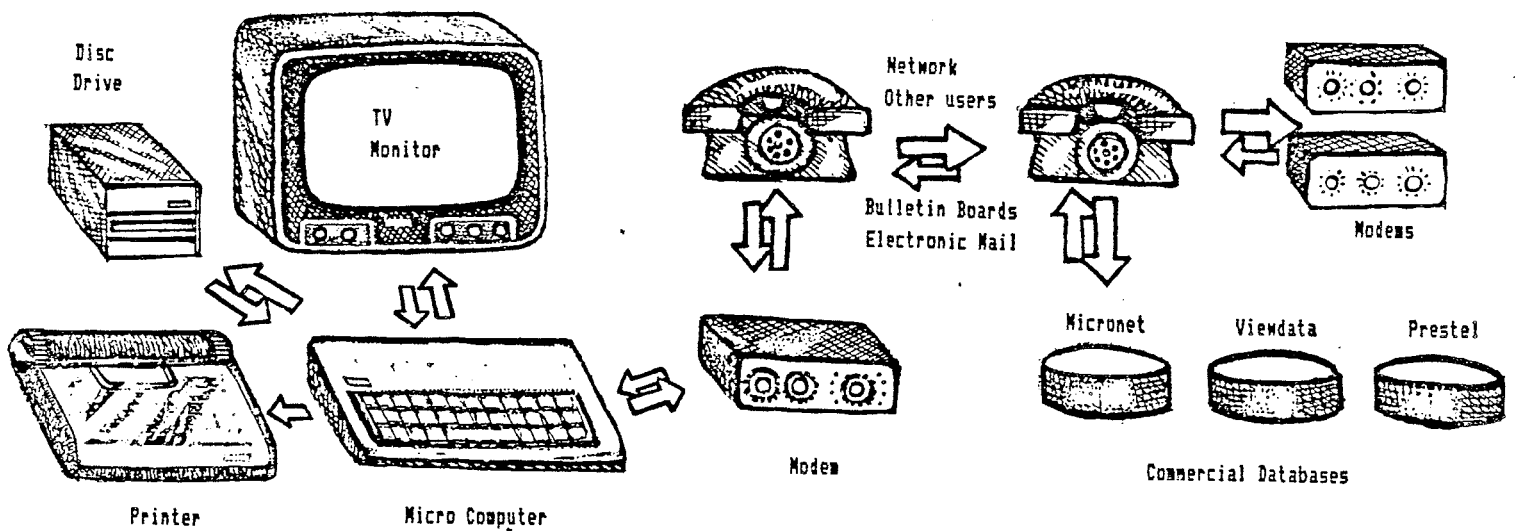 Disc
Drive
TV
Monitor
Network
Other users
Bulletin Boards
Electronic Mail
Modems
Micronet
Viewdata
Prestel
Modem
Commercial Databases
Printer
Micro Computer